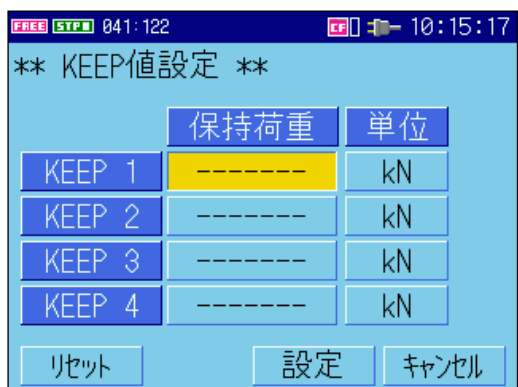 FREE STPM 041:122 CF 10:15:17
** KEEP値設定 **
保持荷重 単位
KEEP 1 ------- kN
KEEP 2 ------- kN
KEEP 3 ------- kN
KEEP 4 ------- kN
リセット 設定 キャンセル